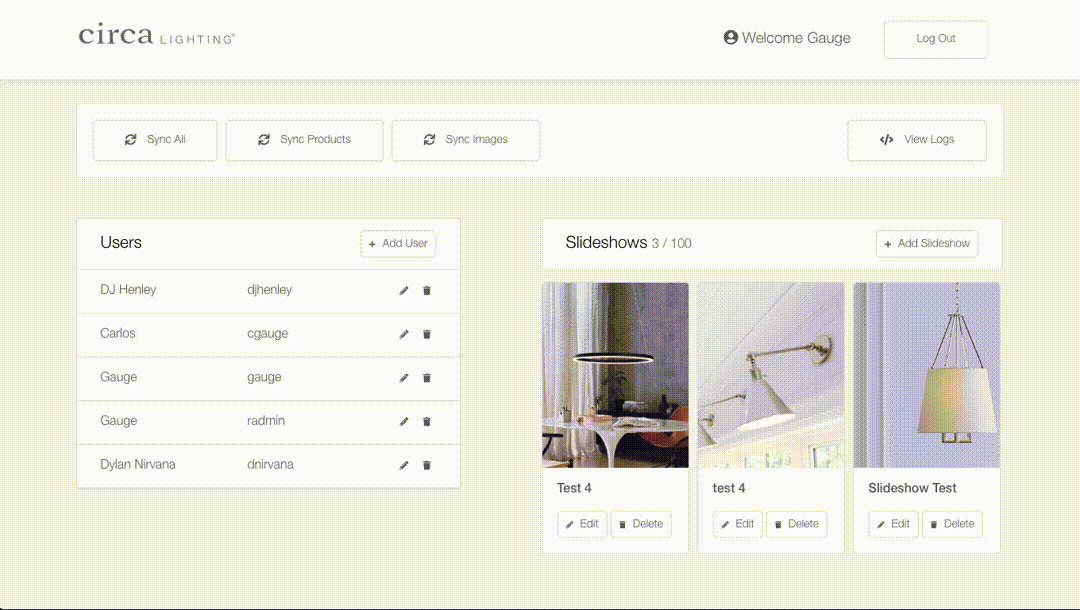 circa LIGHTING
Welcome Gauge
Log Out
Sync All
Sync Products
Sync Images
View Logs
Users
Add User
DJ Henley djhenley
Carlos cgauge
Gauge gauge
Gauge radmin
Dylan Nirvana dnirvana
Slideshows 3 / 100
Add Slideshow
Test 4
Edit Delete
test 4
Edit Delete
Slideshow Test
Edit Delete